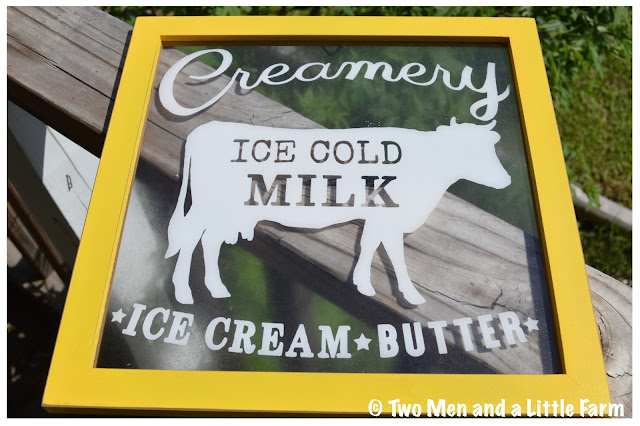 Creamery
ICE COLD
MILK
★ICE CREAM★BUTTER★
© Two Men and a Little Farm